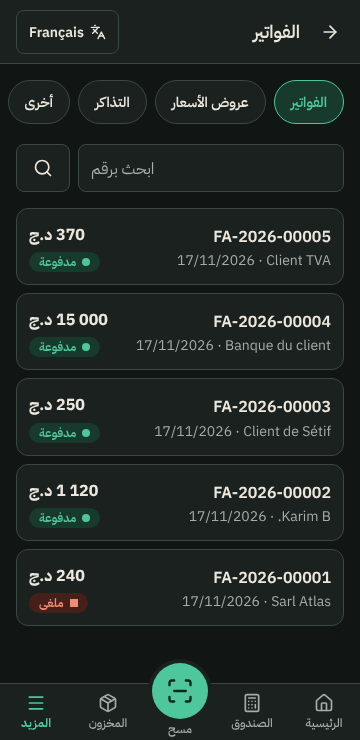 الفواتير
Français
الفواتير
عروض الأسعار
التذاكر
أخرى
ابحث برقم
FA-2026-00005
370 د.ج
17/11/2026 · Client TVA
مدفوعة
FA-2026-00004
15 000 د.ج
17/11/2026 · Banque du client
مدفوعة
FA-2026-00003
250 د.ج
17/11/2026 · Client de Sétif
مدفوعة
FA-2026-00002
1 120 د.ج
17/11/2026 · Karim B.
مدفوعة
FA-2026-00001
240 د.ج
17/11/2026 · Sarl Atlas
ملغى
الرئيسية
الصندوق
مسح
المخزون
المزيد